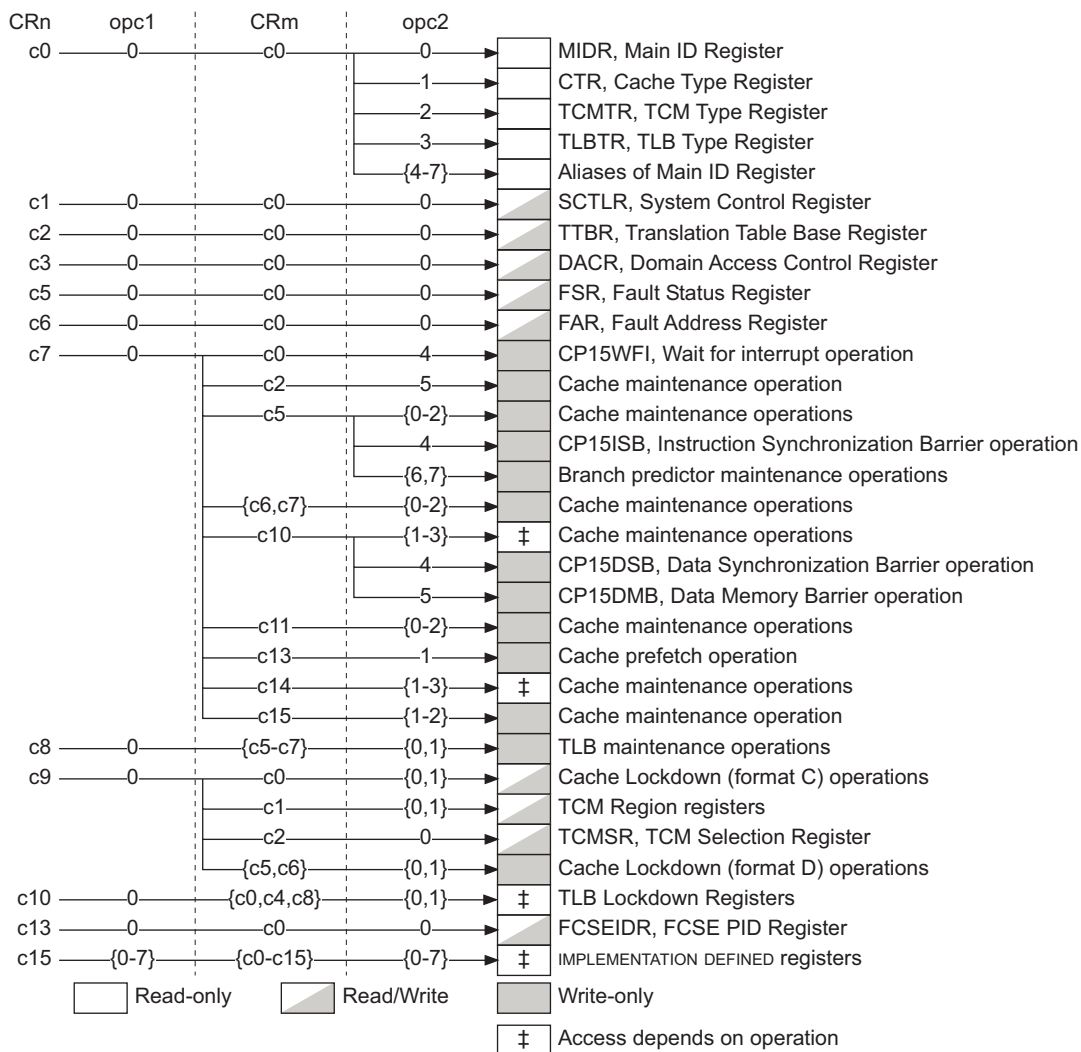 CRn opc1 CRm opc2
c0 0 c0 0 MIDR, Main ID Register
1 CTR, Cache Type Register
2 TCMTR, TCM Type Register
3 TLBTR, TLB Type Register
{4-7} Aliases of Main ID Register
c1 0 c0 0 SCTLR, System Control Register
c2 0 c0 0 TTBR, Translation Table Base Register
c3 0 c0 0 DACR, Domain Access Control Register
c5 0 c0 0 FSR, Fault Status Register
c6 0 c0 0 FAR, Fault Address Register
c7 0 c0 4 CP15WFI, Wait for interrupt operation
c2 5 Cache maintenance operation
c5 {0-2} Cache maintenance operations
4 CP15ISB, Instruction Synchronization Barrier operation
{6,7} Branch predictor maintenance operations
{c6,c7} {0-2} Cache maintenance operations
c10 {1-3} ‡ Cache maintenance operations
4 CP15DSB, Data Synchronization Barrier operation
5 CP15DMB, Data Memory Barrier operation
c11 {0-2} Cache maintenance operations
c13 1 Cache prefetch operation
c14 {1-3} ‡ Cache maintenance operations
c15 {1-2} Cache maintenance operation
c8 0 {c5-c7} {0,1} TLB maintenance operations
c9 0 c0 {0,1} Cache Lockdown (format C) operations
c1 {0,1} TCM Region registers
c2 0 TCMSR, TCM Selection Register
{c5,c6} {0,1} Cache Lockdown (format D) operations
c10 0 {c0,c4,c8} {0,1} ‡ TLB Lockdown Registers
c13 0 c0 0 FCSEIDR, FCSE PID Register
c15 {0-7} {c0-c15} {0-7} ‡ IMPLEMENTATION DEFINED registers
Read-only Read/Write Write-only
‡ Access depends on operation